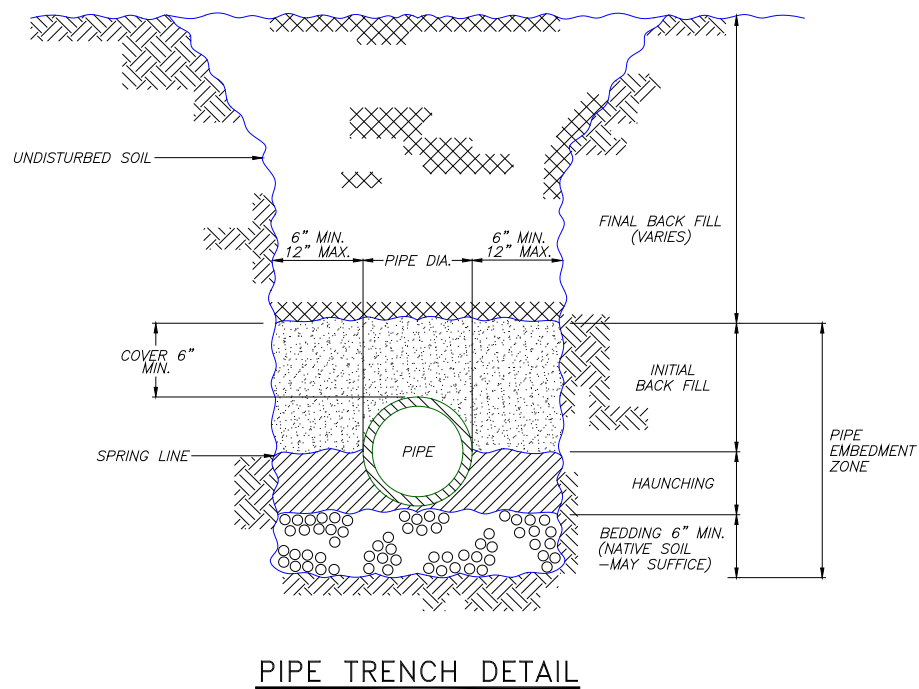 UNDISTURBED SOIL
FINAL BACK FILL
(VARIES)
6” MIN.
12” MAX.
PIPE DIA.
6” MIN.
12” MAX.
COVER 6”
MIN.
INITIAL
BACK FILL
PIPE
SPRING LINE
PIPE
EMBEDMENT
ZONE
HAUNCHING
BEDDING 6” MIN.
(NATIVE SOIL
-MAY SUFFICE)
PIPE TRENCH DETAIL